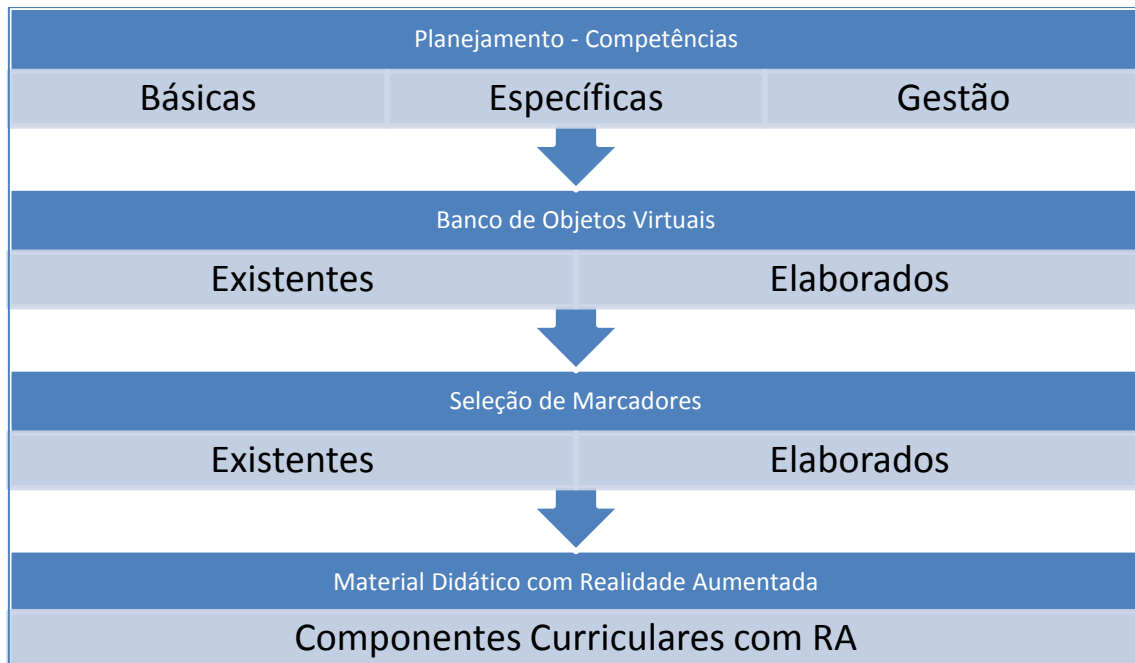 Planejamento - Competências
Básicas Específicas Gestão
Banco de Objetos Virtuais
Existentes Elaborados
Seleção de Marcadores
Existentes Elaborados
Material Didático com Realidade Aumentada
Componentes Curriculares com RA